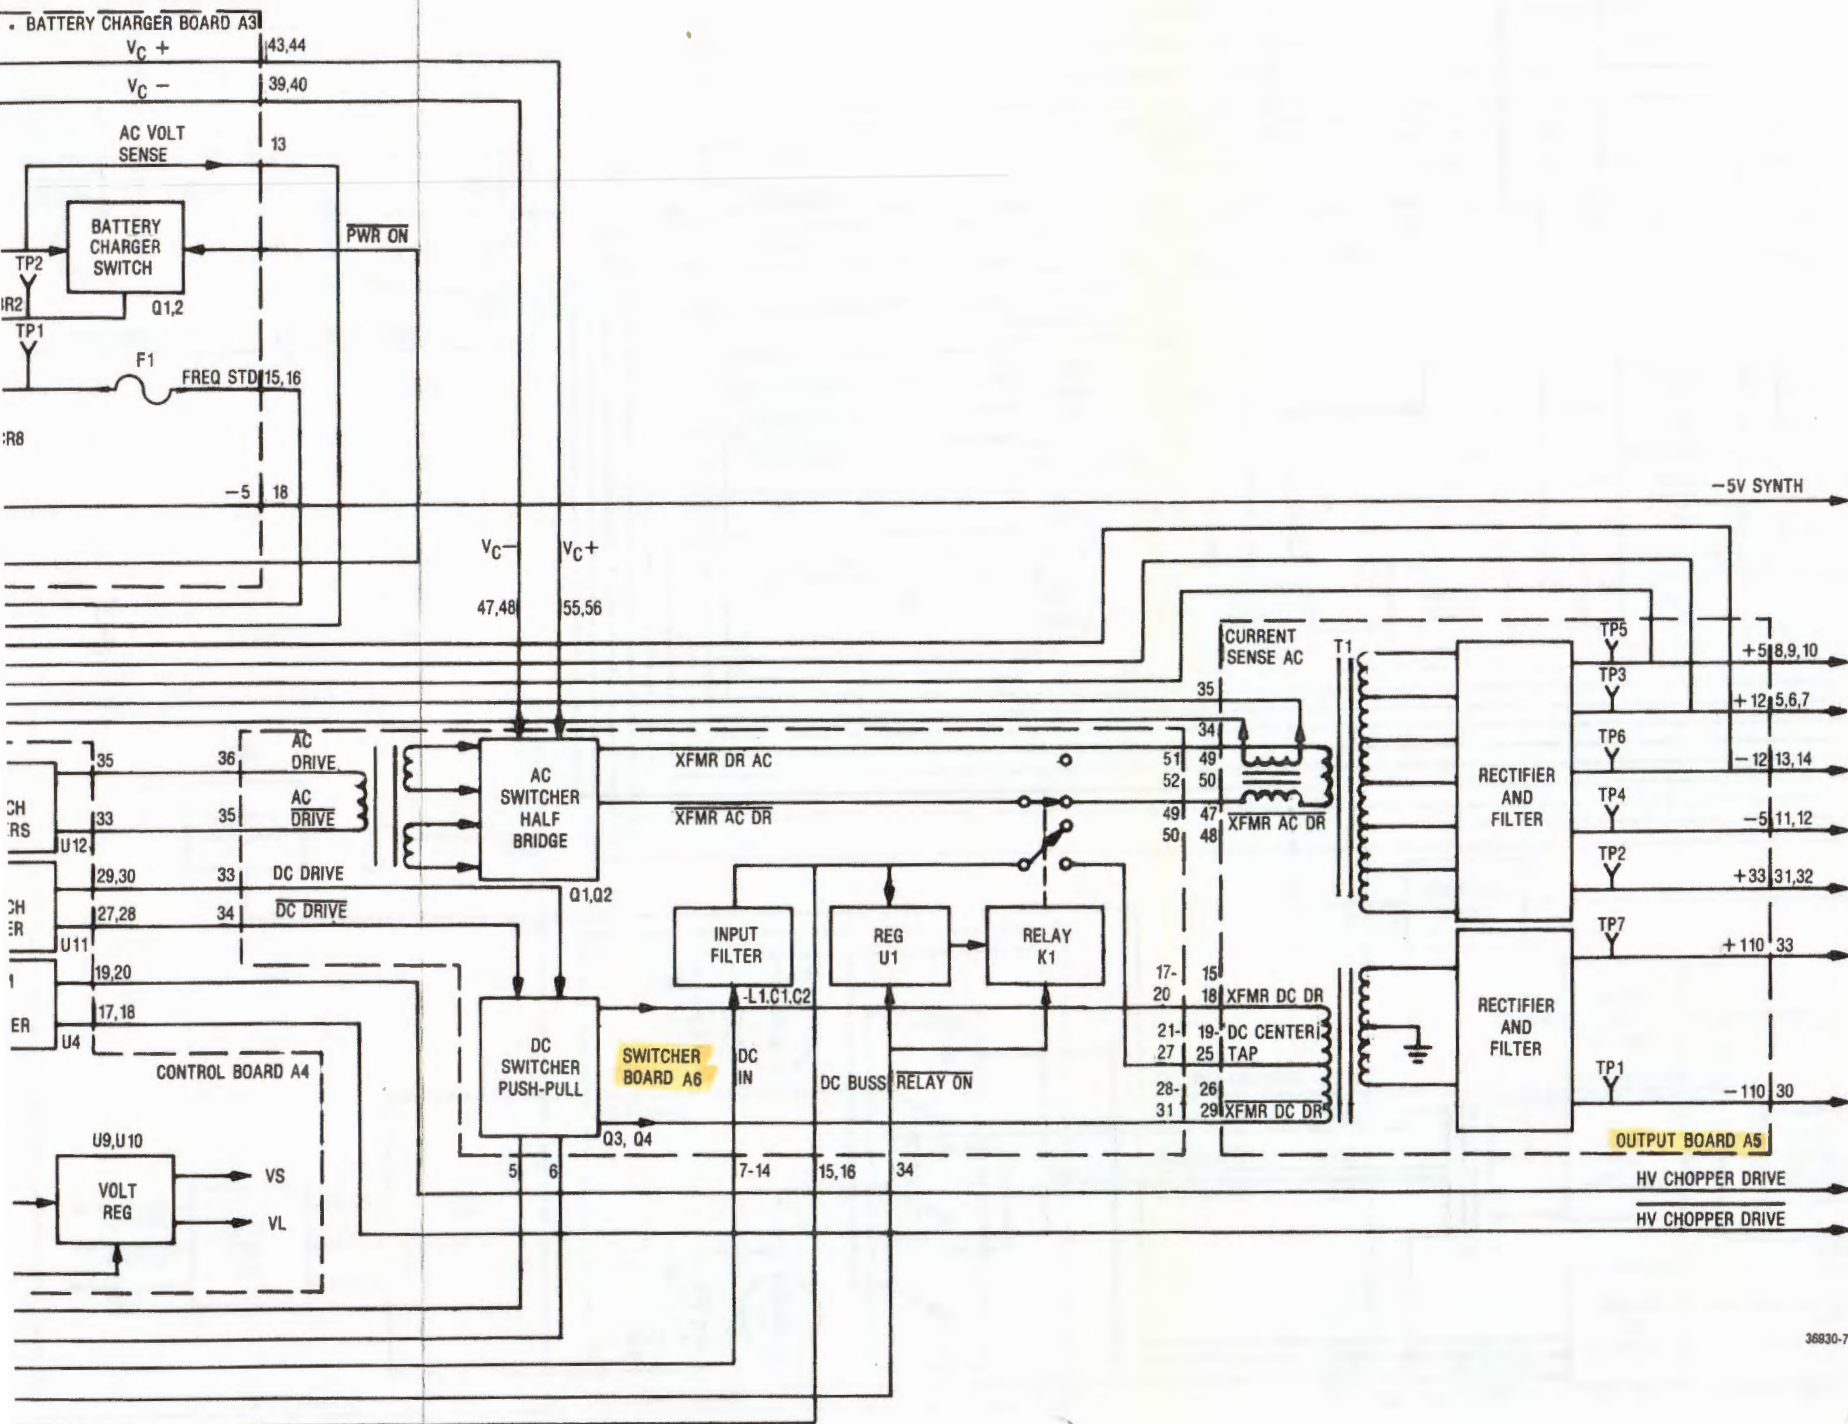 BATTERY CHARGER BOARD A3
VC +
43,44
VC −
39,40
AC VOLT
SENSE
13
BATTERY
CHARGER
SWITCH
PWR ON
TP2
Q1,2
TP1
F1
FREQ STD
15,16
−5
18
−5V SYNTH
VC−
VC+
47,48
55,56
CURRENT
SENSE AC
T1
TP5
+5
8,9,10
TP3
+12
5,6,7
TP6
−12
13,14
TP4
−5
11,12
TP2
+33
31,32
TP7
+110
33
TP1
−110
30
35
34
RECTIFIER
AND
FILTER
RECTIFIER
AND
FILTER
35
36
AC
DRIVE
33
35
AC
DRIVE
U12
29,30
33
DC DRIVE
27,28
34
DC DRIVE
U11
19,20
17,18
U4
AC
SWITCHER
HALF
BRIDGE
Q1,Q2
XFMR DR AC
XFMR AC DR
51
49
52
50
49
47
50
48
XFMR AC DR
INPUT
FILTER
-L1,C1,C2
REG
U1
RELAY
K1
17-
15
20
18
XFMR DC DR
21-
19-
DC CENTER
27
25
TAP
28-
26
31
29
XFMR DC DR
DC
SWITCHER
PUSH-PULL
Q3, Q4
SWITCHER
BOARD A6
DC
IN
DC BUSS
RELAY ON
CONTROL BOARD A4
OUTPUT BOARD A5
5
6
7-14
15,16
34
U9,U10
VOLT
REG
VS
VL
HV CHOPPER DRIVE
HV CHOPPER DRIVE
36930-7